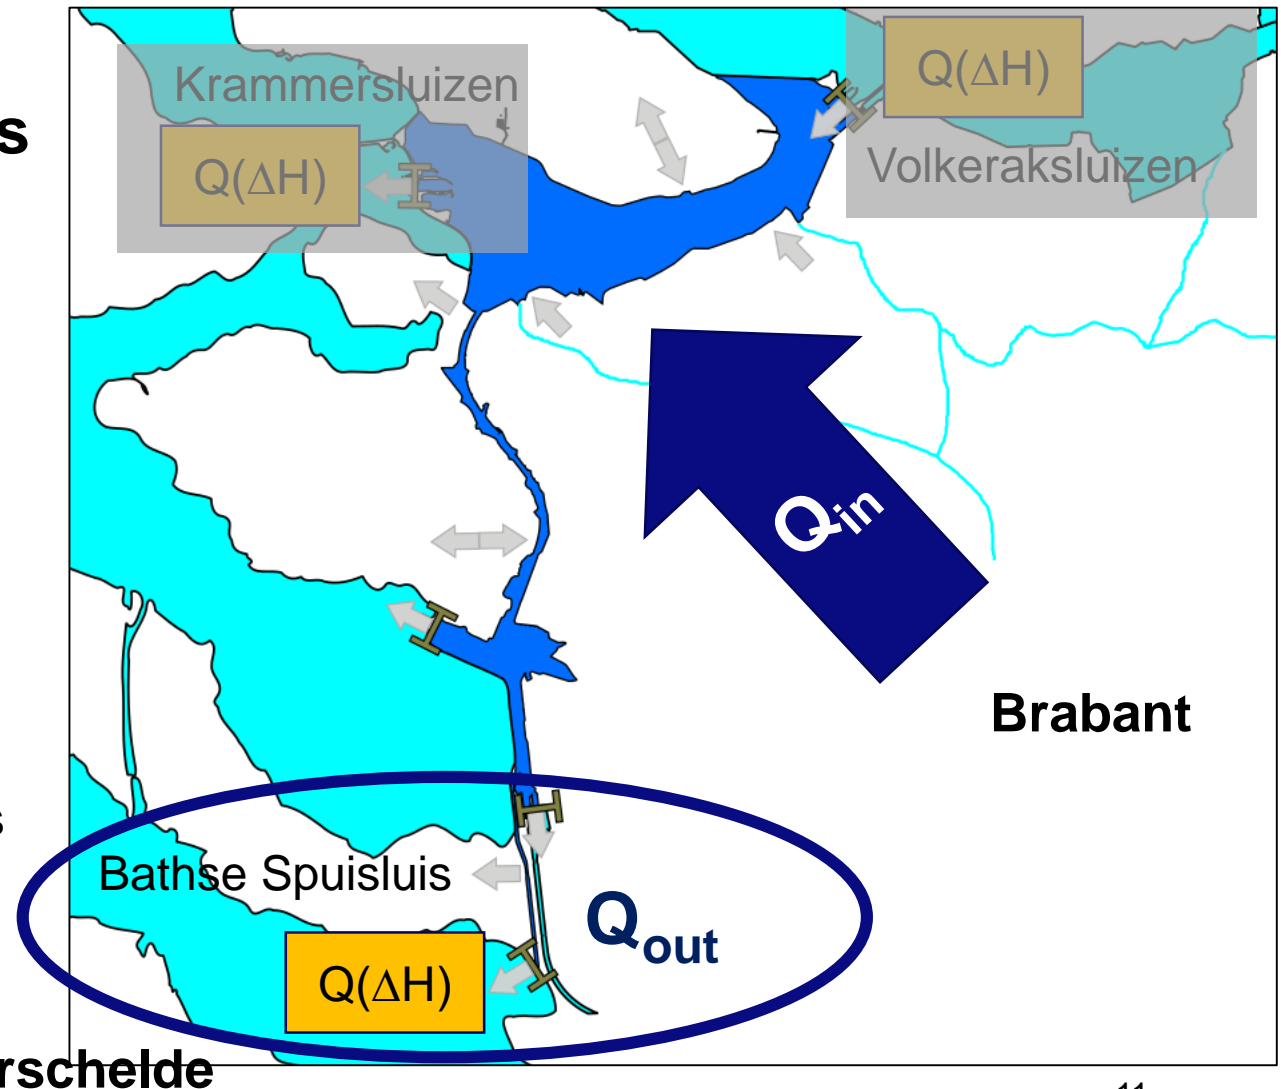 Q(ΔH)
Krammersluizen
s
Volkeraksluizen
Q(ΔH)
Qin
Brabant
s
Bathse Spuisluis
Qout
Q(ΔH)
rschelde